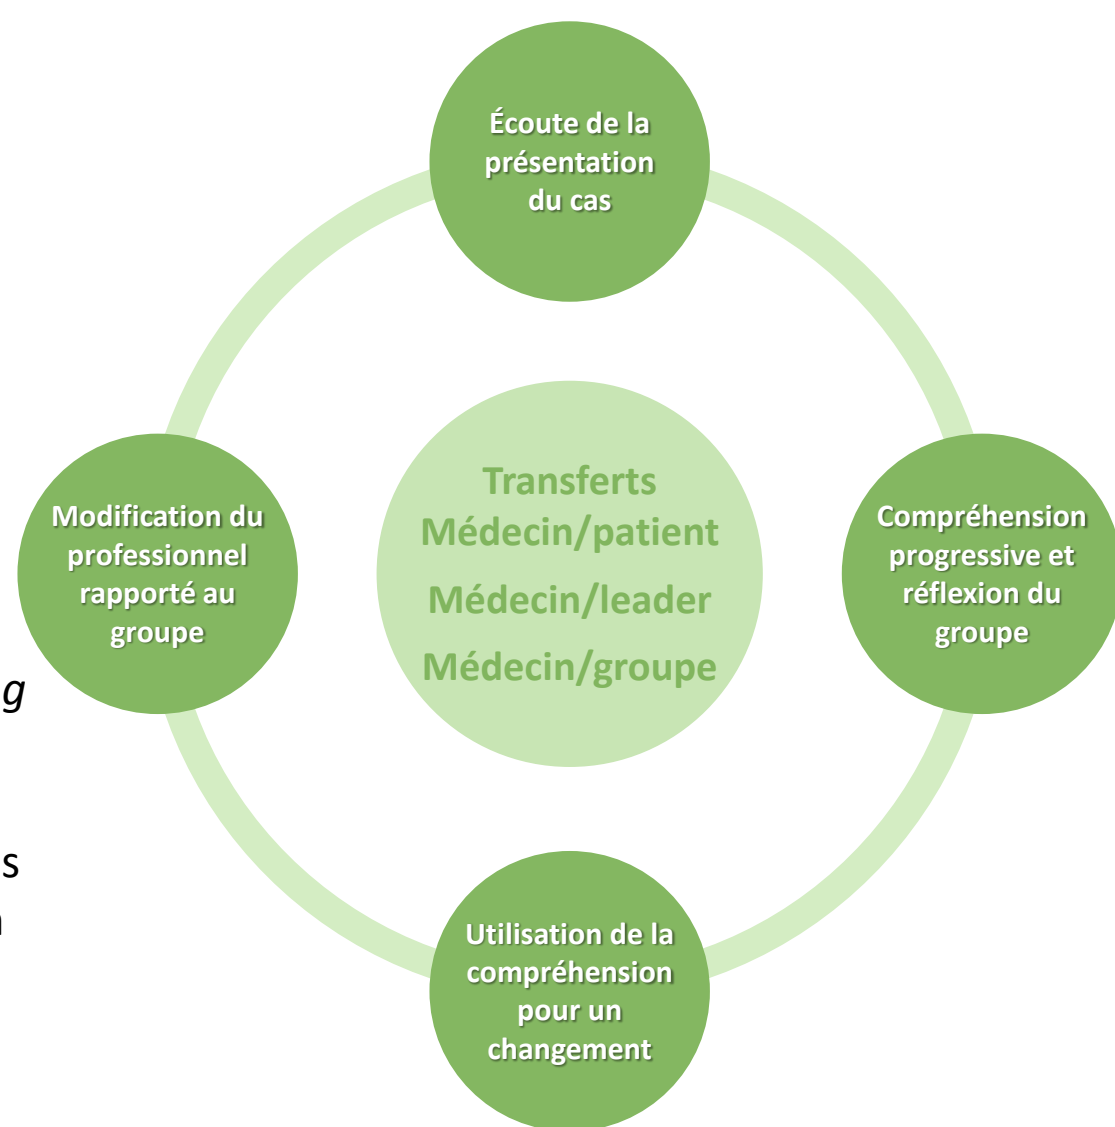 Écoute de la
présentation
du cas
Transferts
Médecin/patient
Médecin/leader
Médecin/groupe
Modification du
professionnel
rapporté au
groupe
Compréhension
progressive et
réflexion du
groupe
g
s
Utilisation de la
compréhension
pour un
changement